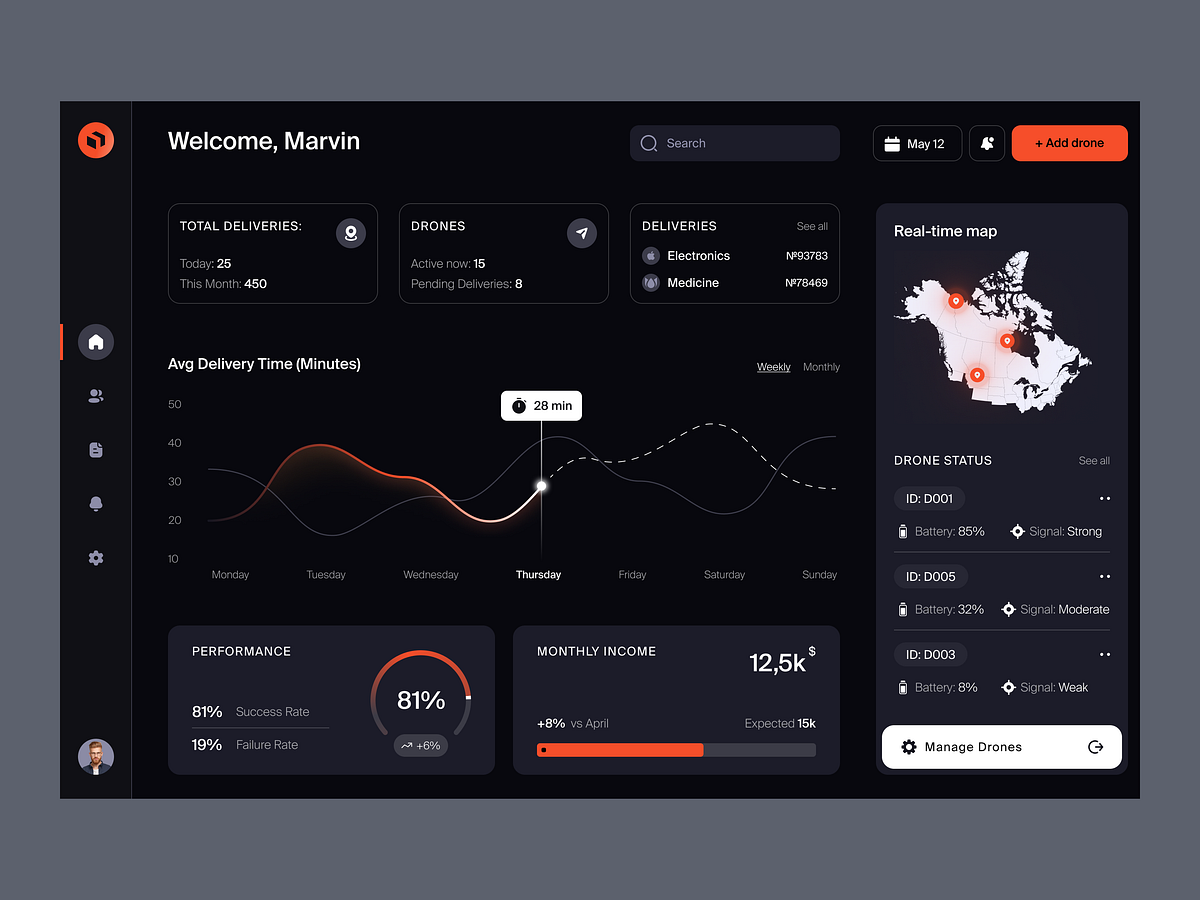 Welcome, Marvin
Search
May 12
+ Add drone
TOTAL DELIVERIES:
Today: 25
This Month: 450
DRONES
Active now: 15
Pending Deliveries: 8
DELIVERIES
See all
Electronics
№93783
Medicine
№78469
Avg Delivery Time (Minutes)
Weekly
Monthly
50
40
30
20
10
28 min
Monday
Tuesday
Wednesday
Thursday
Friday
Saturday
Sunday
PERFORMANCE
81% Success Rate
19% Failure Rate
81%
+6%
MONTHLY INCOME
12,5k $
+8% vs April
Expected 15k
Real-time map
DRONE STATUS
See all
ID: D001
Battery: 85%
Signal: Strong
ID: D005
Battery: 32%
Signal: Moderate
ID: D003
Battery: 8%
Signal: Weak
Manage Drones